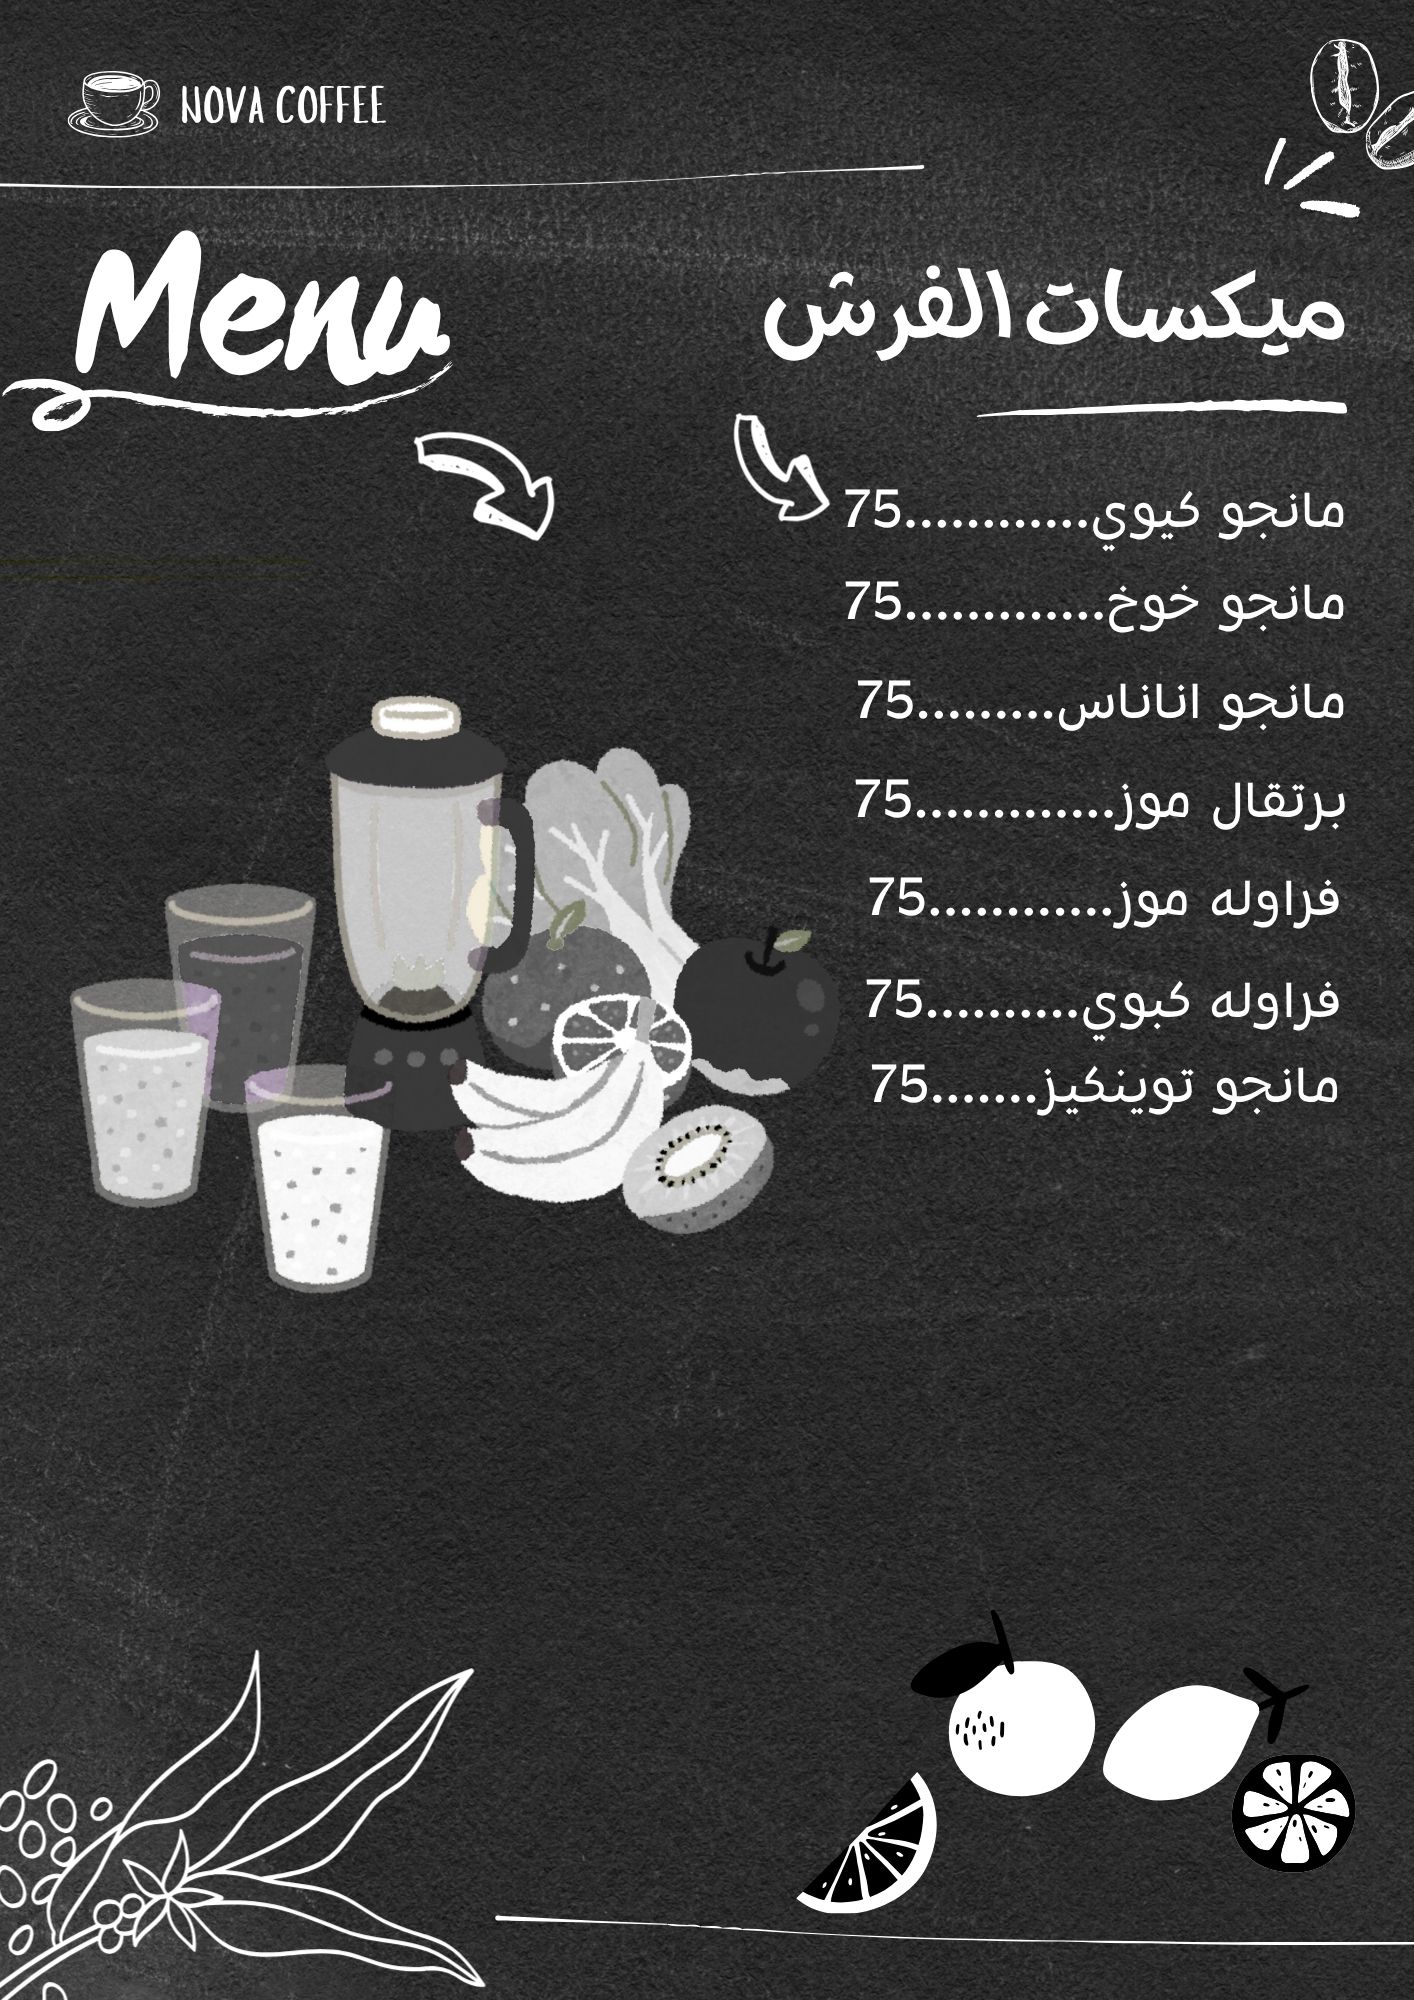 NOVA COFFEE
Menu
ميكسات الفرش
مانجو كيوي............75
مانجو خوخ.............75
مانجو اناناس.........75
برتقال موز.............75
فراوله موز............75
فراوله كبوي..........75
مانجو توينكيز.......75